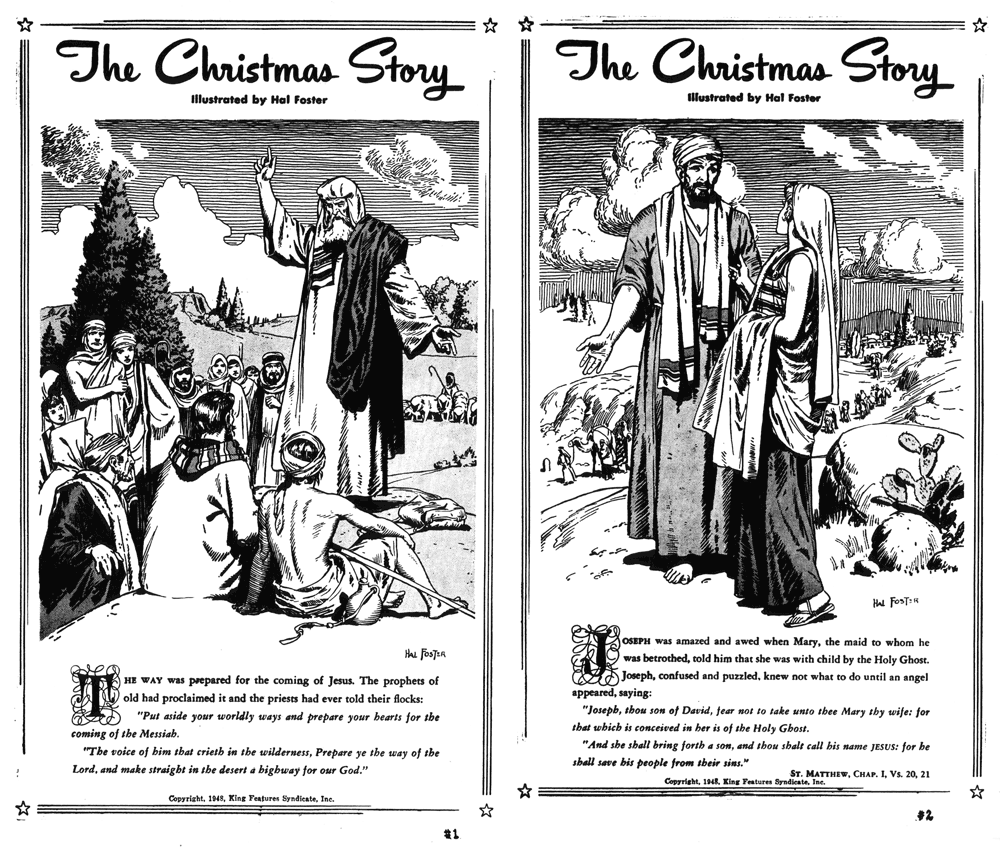 The Christmas Story
Illustrated by Hal Foster
HAL FOSTER
THE WAY was prepared for the coming of Jesus. The prophets of
old had proclaimed it and the priests had ever told their flocks:
"Put aside your worldly ways and prepare your hearts for the
coming of the Messiah.
"The voice of him that crieth in the wilderness, Prepare ye the way of the
Lord, and make straight in the desert a highway for our God."
Copyright, 1948, King Features Syndicate, Inc.
#1
The Christmas Story
Illustrated by Hal Foster
HAL FOSTER
JOSEPH was amazed and awed when Mary, the maid to whom he
was betrothed, told him that she was with child by the Holy Ghost.
Joseph, confused and puzzled, knew not what to do until an angel
appeared, saying:
"Joseph, thou son of David, fear not to take unto thee Mary thy wife: for
that which is conceived in her is of the Holy Ghost.
"And she shall bring forth a son, and thou shalt call his name JESUS: for he
shall save his people from their sins."
ST. MATTHEW, CHAP. I, VS. 20, 21
Copyright, 1948, King Features Syndicate, Inc.
#2